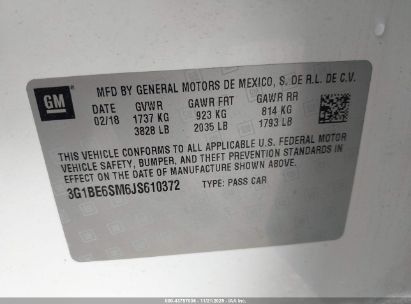 MFD BY GENERAL MOTORS DE MEXICO, S. DE R.L. DE C.V.
GM
DATE GVWR GAWR FRT GAWR RR
02/18 1737 KG 923 KG 814 KG
3828 LB 2035 LB 1793 LB
THIS VEHICLE CONFORMS TO ALL APPLICABLE U.S. FEDERAL MOTOR
VEHICLE SAFETY, BUMPER, AND THEFT PREVENTION STANDARDS IN
EFFECT ON THE DATE OF MANUFACTURE SHOWN ABOVE.
3G1BE6SM6JS610372 TYPE: PASS CAR